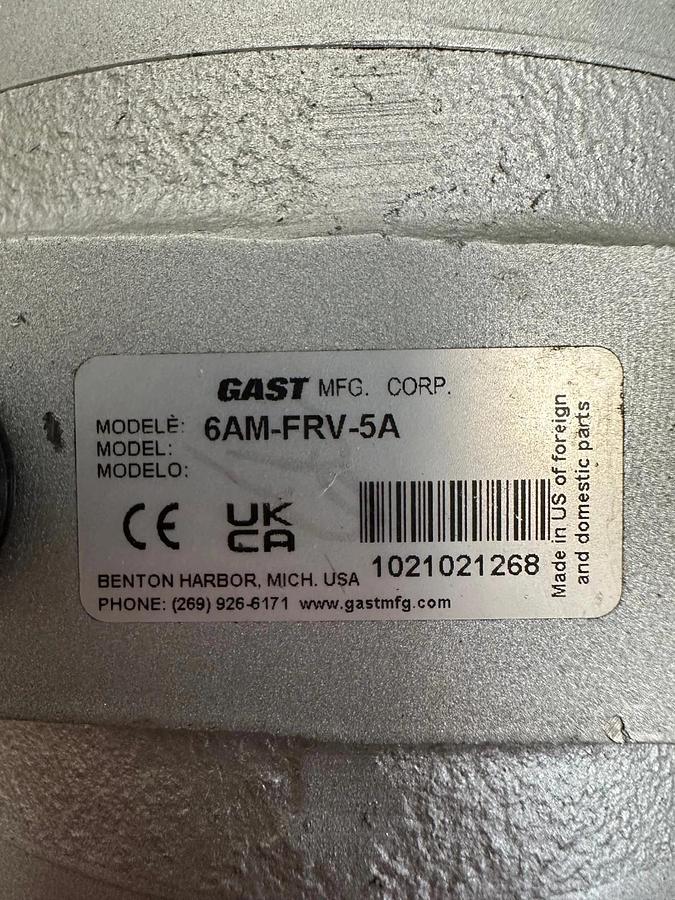 GAST MFG. CORP.
MODELÈ:
MODEL: 6AM-FRV-5A
MODELO:
CE
UK
CA
1021021268
BENTON HARBOR, MICH. USA
PHONE: (269) 926-6171 www.gastmfg.com
Made in US of foreign
and domestic parts